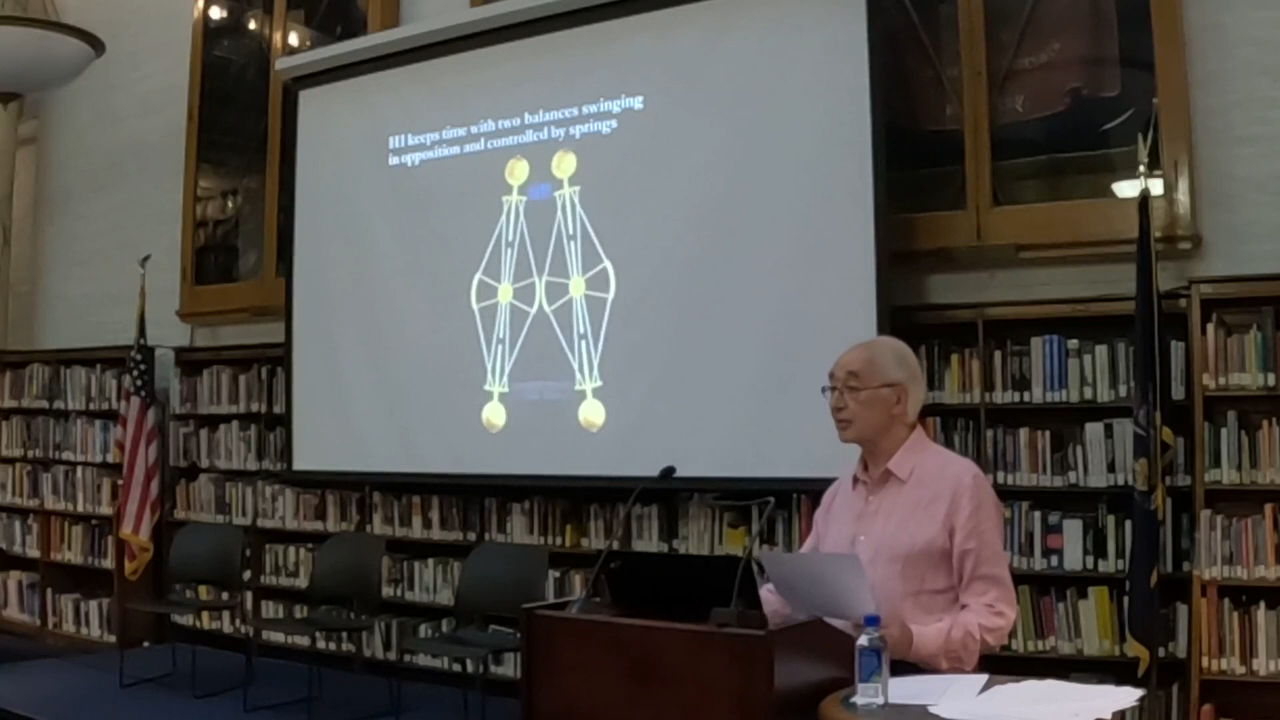 H1 keeps time with two balances swinging
in opposition and controlled by springs